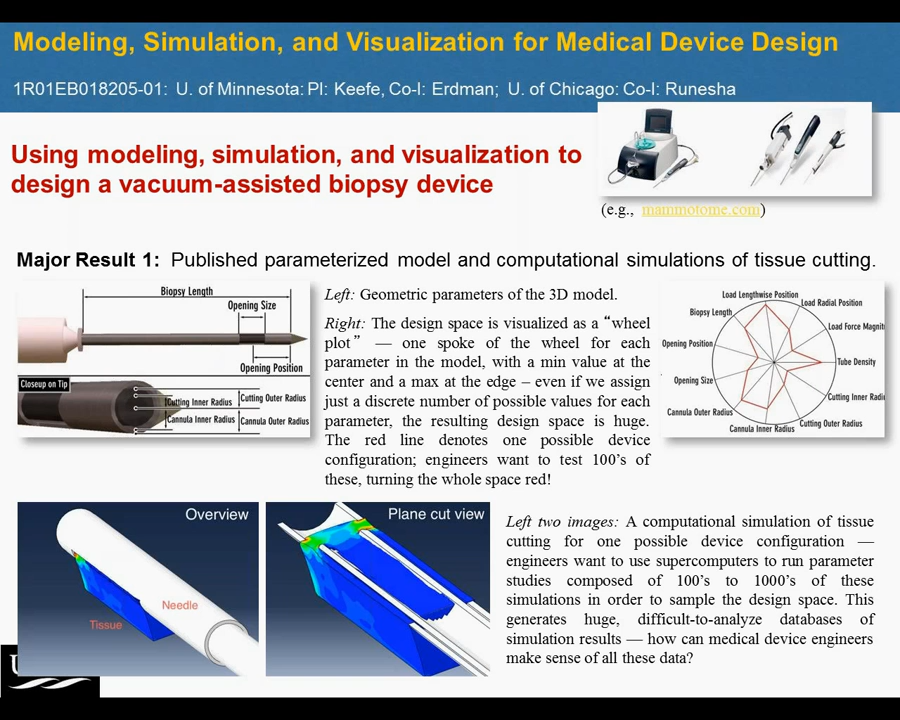 Modeling, Simulation, and Visualization for Medical Device Design
1R01EB018205-01: U. of Minnesota: PI: Keefe, Co-I: Erdman; U. of Chicago: Co-I: Runesha
Using modeling, simulation, and visualization to
design a vacuum-assisted biopsy device
(e.g., mammotome.com)
Major Result 1: Published parameterized model and computational simulations of tissue cutting.
Biopsy Length
Opening Size
Opening Position
Closeup on Tip
Cutting Inner Radius
Cutting Outer Radius
Cannula Inner Radius
Cannula Outer Radius
Left: Geometric parameters of the 3D model.
Right: The design space is visualized as a “wheel
plot” — one spoke of the wheel for each
parameter in the model, with a min value at the
center and a max at the edge – even if we assign
just a discrete number of possible values for each
parameter, the resulting design space is huge.
The red line denotes one possible device
configuration; engineers want to test 100’s of
these, turning the whole space red!
Load Lengthwise Position
Biopsy Length
Load Radial Position
Load Force Magnit
Opening Position
Tube Density
Opening Size
Cutting Inner Radiu
Cannula Outer Radius
Cutting Outer Radius
Cannula Inner Radius
Overview
Needle
Tissue
Plane cut view
Left two images: A computational simulation of tissue
cutting for one possible device configuration —
engineers want to use supercomputers to run parameter
studies composed of 100’s to 1000’s of these
simulations in order to sample the design space. This
generates huge, difficult-to-analyze databases of
simulation results — how can medical device engineers
make sense of all these data?